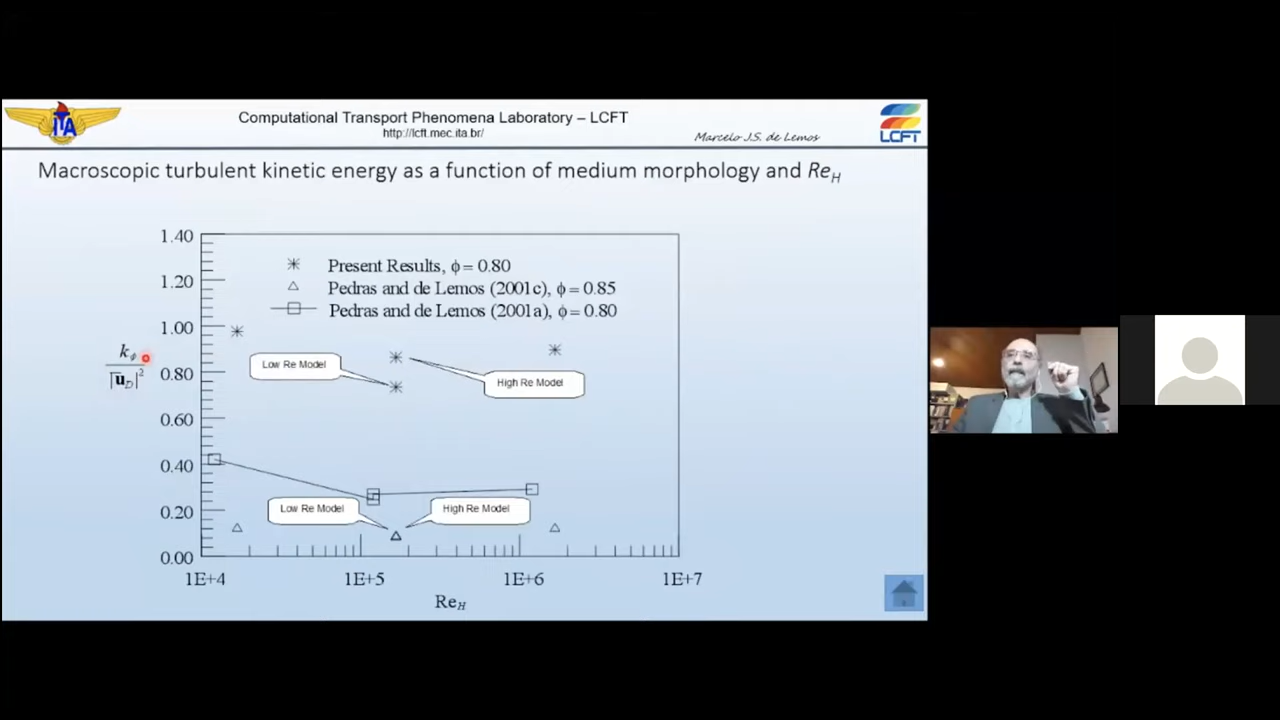 ITA
Computational Transport Phenomena Laboratory – LCFT
http://lcft.mec.ita.br/
Marcelo J.S. de Lemos
LCFT
Macroscopic turbulent kinetic energy as a function of medium morphology and Re_H
1.40
1.20
1.00
0.80
0.60
0.40
0.20
0.00
k_ϕ
|u_D|²
Present Results, ϕ = 0.80
Pedras and de Lemos (2001c), ϕ = 0.85
Pedras and de Lemos (2001a), ϕ = 0.80
Low Re Model
High Re Model
Low Re Model
High Re Model
1E+4
1E+5
1E+6
1E+7
Re_H